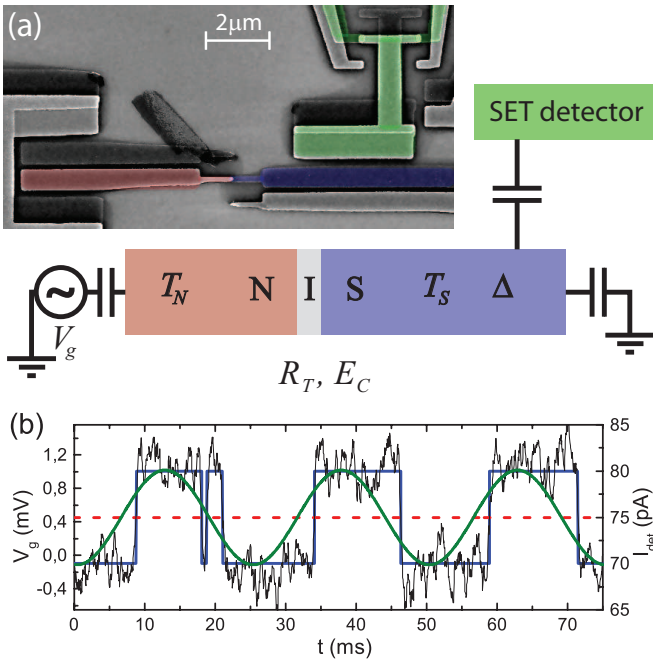 (a)
2μm
SET detector
T_N N I S T_S Δ
V_g
R_T, E_C
(b)
1,2
0,8
0,4
0,0
-0,4
V_g (mV)
85
80
75
70
65
I_det (pA)
0 10 20 30 40 50 60 70
t (ms)